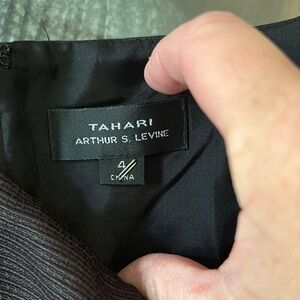 TAHARI
ARTHUR S. LEVINE
4
CHINA